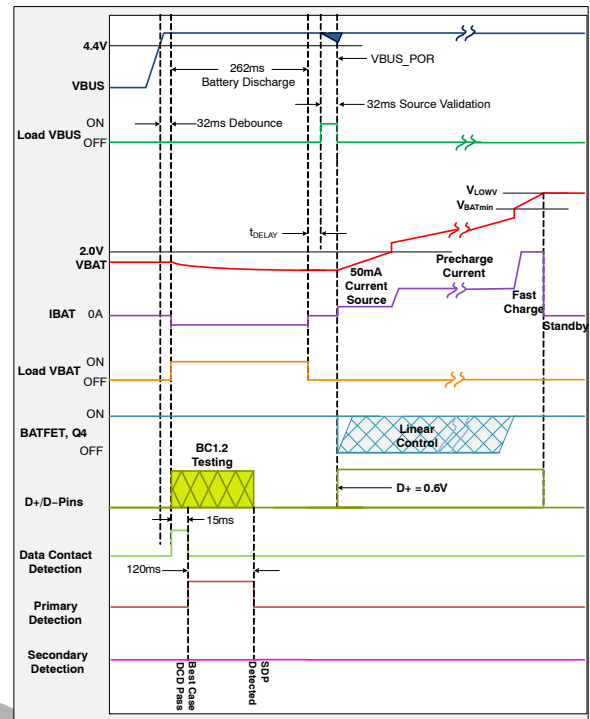 4.4V
262ms
Battery Discharge
VBUS_POR
VBUS
32ms Source Validation
ON
Load VBUS
OFF
32ms Debounce
VLOWV
VBATmin
tDELAY
2.0V
VBAT
50mA
Current
Source
Precharge
Current
IBAT 0A
Fast
Charge
Standby
ON
Load VBAT
OFF
ON
BATFET, Q4
OFF
Linear
Control
BC1.2
Testing
D+/D–Pins
D+ = 0.6V
15ms
Data Contact
Detection
120ms
Primary
Detection
Secondary
Detection
Best Case
DCD Pass
SDP
Detected